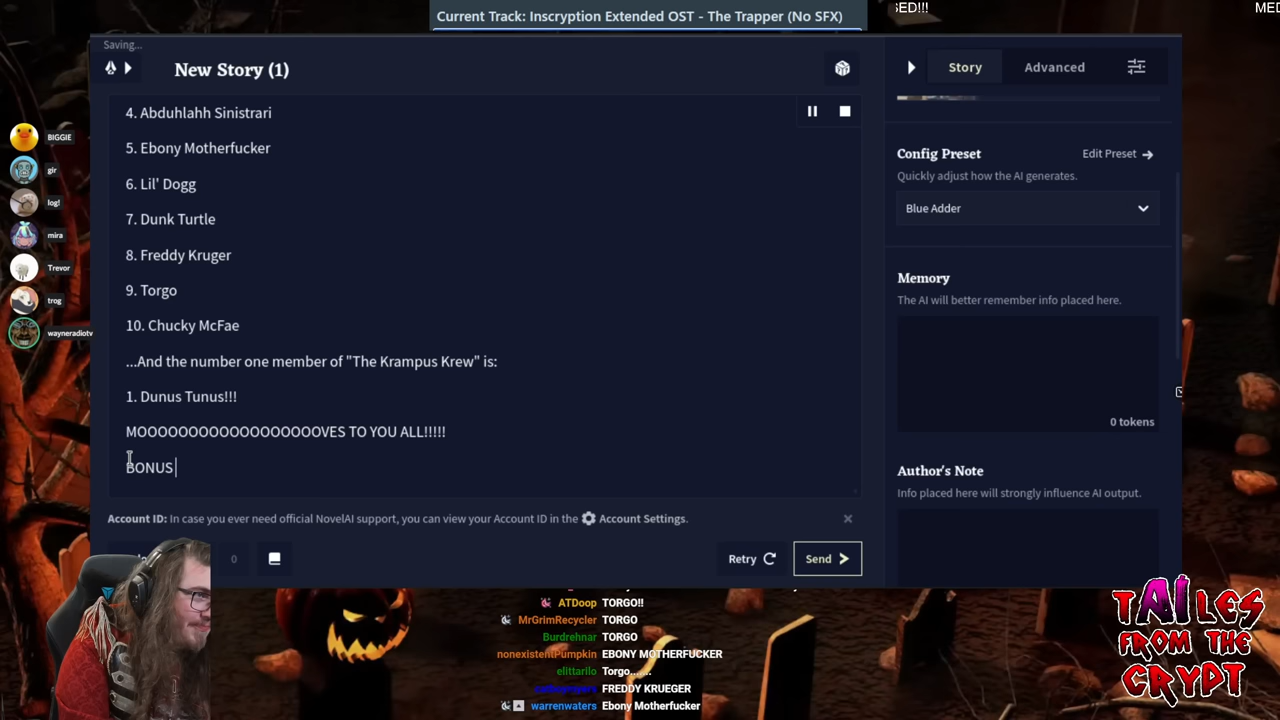 Current Track: Inscryption Extended OST - The Trapper (No SFX)
Saving...
New Story (1)
Story
Advanced
4. Abduhlahh Sinistrari
5. Ebony Motherfucker
6. Lil' Dogg
7. Dunk Turtle
8. Freddy Kruger
9. Torgo
10. Chucky McFae
...And the number one member of "The Krampus Krew" is:
1. Dunus Tunus!!!
MOOOOOOOOOOOOOOOOOOVES TO YOU ALL!!!!!
BONUS
BIGGIE
gir
log!
mira
Trevor
trog
wayneradiotv
Config Preset
Edit Preset
Quickly adjust how the AI generates.
Blue Adder
Memory
The AI will better remember info placed here.
0 tokens
Author's Note
Info placed here will strongly influence AI output.
Account ID: In case you ever need official NovelAI support, you can view your Account ID in the Account Settings.
0
Retry
Send
ATDoop TORGO!!
MrGrimRecycler TORGO
Burdrehnar TORGO
nonexistentPumpkin EBONY MOTHERFUCKER
elittarilo Torgo.......
FREDDY KRUEGER
warrenwaters Ebony Motherfucker
TAILES
FROM THE
CRYPT